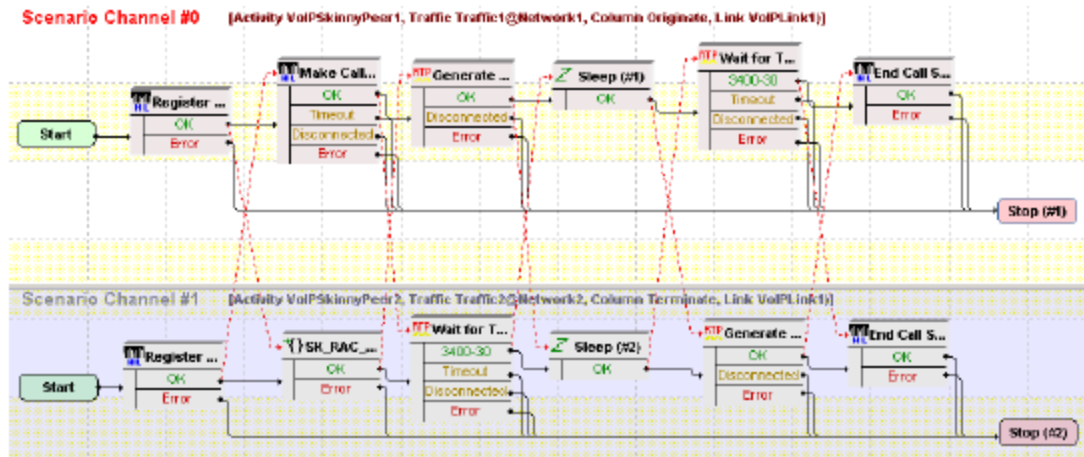 Scenario Channel #0 [Activity VoIPSkinnyPeer1, Traffic Traffic1@Network1, Column Originate, Link VoIPLink1)]
Start
Register ...
OK
Error
Make Call...
OK
Timeout
Disconnected
Error
RTP Generate ...
OK
Disconnected
Error
Sleep (#1)
OK
RTP Wait for T...
3400-30
Timeout
Disconnected
Error
End Call S...
OK
Error
Stop (#1)
Scenario Channel #1 [Activity VoIPSkinnyPeer2, Traffic Traffic2@Network2, Column Terminate, Link VoIPLink1)]
Start
Register ...
OK
Error
{}SK_RAC_...
OK
Error
RTP Wait for T...
3400-30
Timeout
Disconnected
Error
Sleep (#2)
OK
RTP Generate ...
OK
Disconnected
Error
End Call S...
OK
Error
Stop (#2)